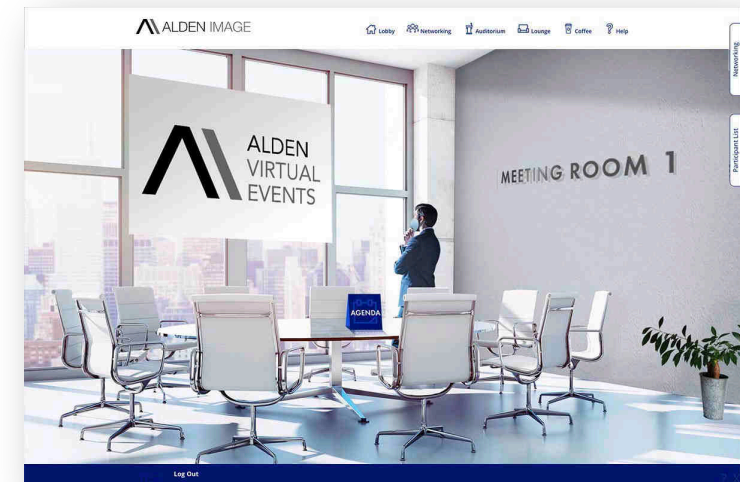 ALDEN IMAGE
Lobby
Networking
Auditorium
Lounge
Coffee
Help
Networking
Participant List
ALDEN
VIRTUAL
EVENTS
MEETING ROOM 1
AGENDA
Log Out